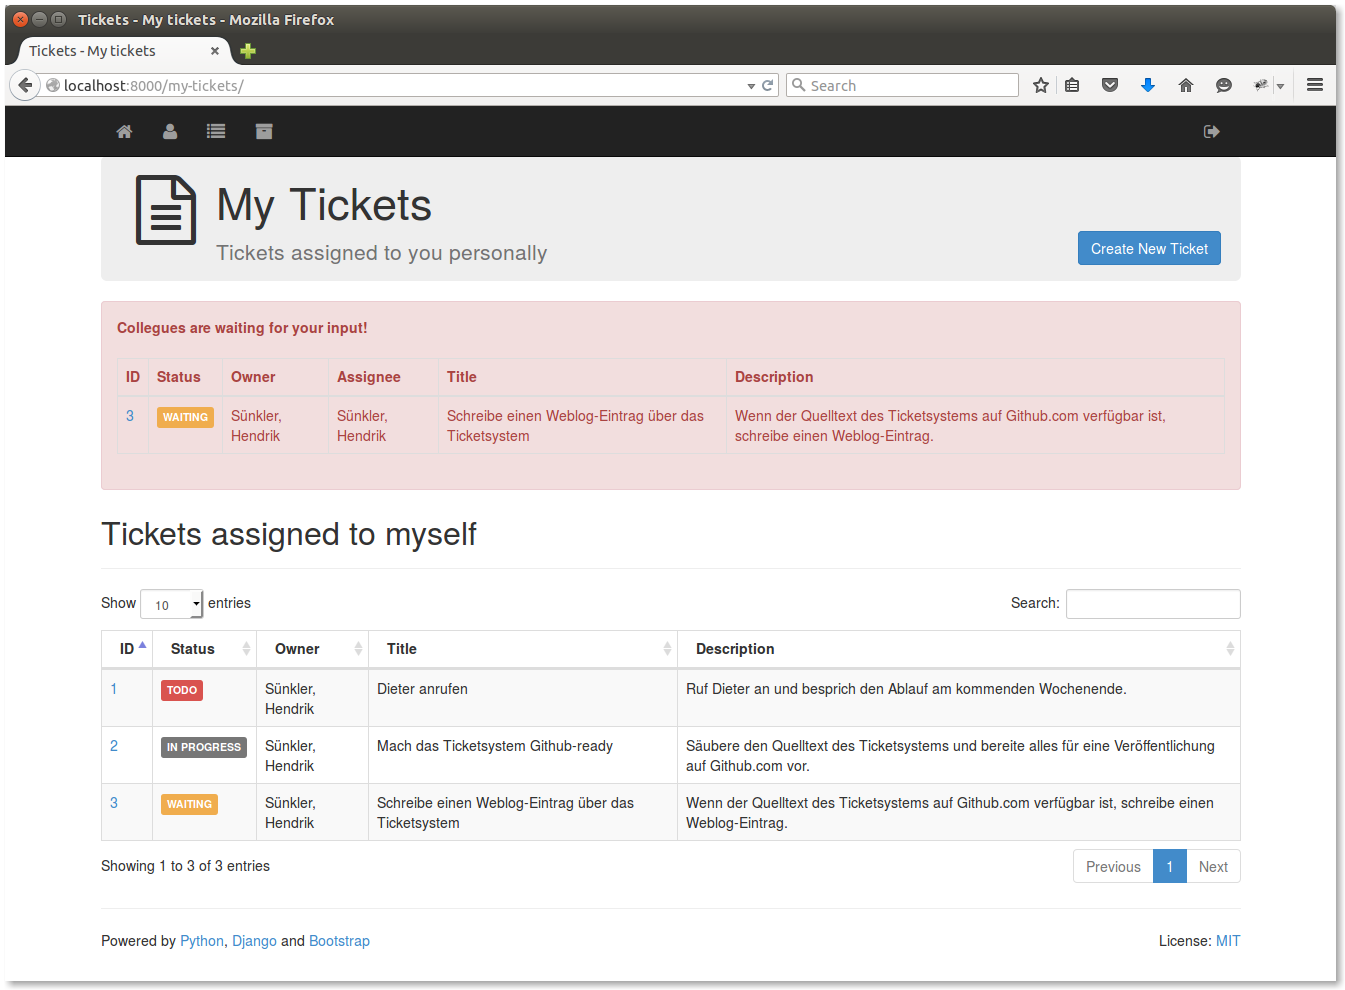 Tickets - My tickets - Mozilla Firefox
Tickets - My tickets
localhost:8000/my-tickets/
Search
My Tickets
Tickets assigned to you personally
Create New Ticket
Collegues are waiting for your input!
ID Status Owner Assignee Title Description
3 WAITING Sünkler, Sünkler, Schreibe einen Weblog-Eintrag über das Wenn der Quelltext des Ticketsystems auf Github.com verfügbar ist,
Hendrik Hendrik Ticketsystem schreibe einen Weblog-Eintrag.
Tickets assigned to myself
Show 10 entries Search:
ID Status Owner Title Description
1 TODO Sünkler, Dieter anrufen Ruf Dieter an und besprich den Ablauf am kommenden Wochenende.
Hendrik
2 IN PROGRESS Sünkler, Mach das Ticketsystem Github-ready Säubere den Quelltext des Ticketsystems und bereite alles für eine Veröffentlichung
Hendrik auf Github.com vor.
3 WAITING Sünkler, Schreibe einen Weblog-Eintrag über das Wenn der Quelltext des Ticketsystems auf Github.com verfügbar ist, schreibe einen
Hendrik Ticketsystem Weblog-Eintrag.
Showing 1 to 3 of 3 entries Previous 1 Next
Powered by Python, Django and Bootstrap License: MIT